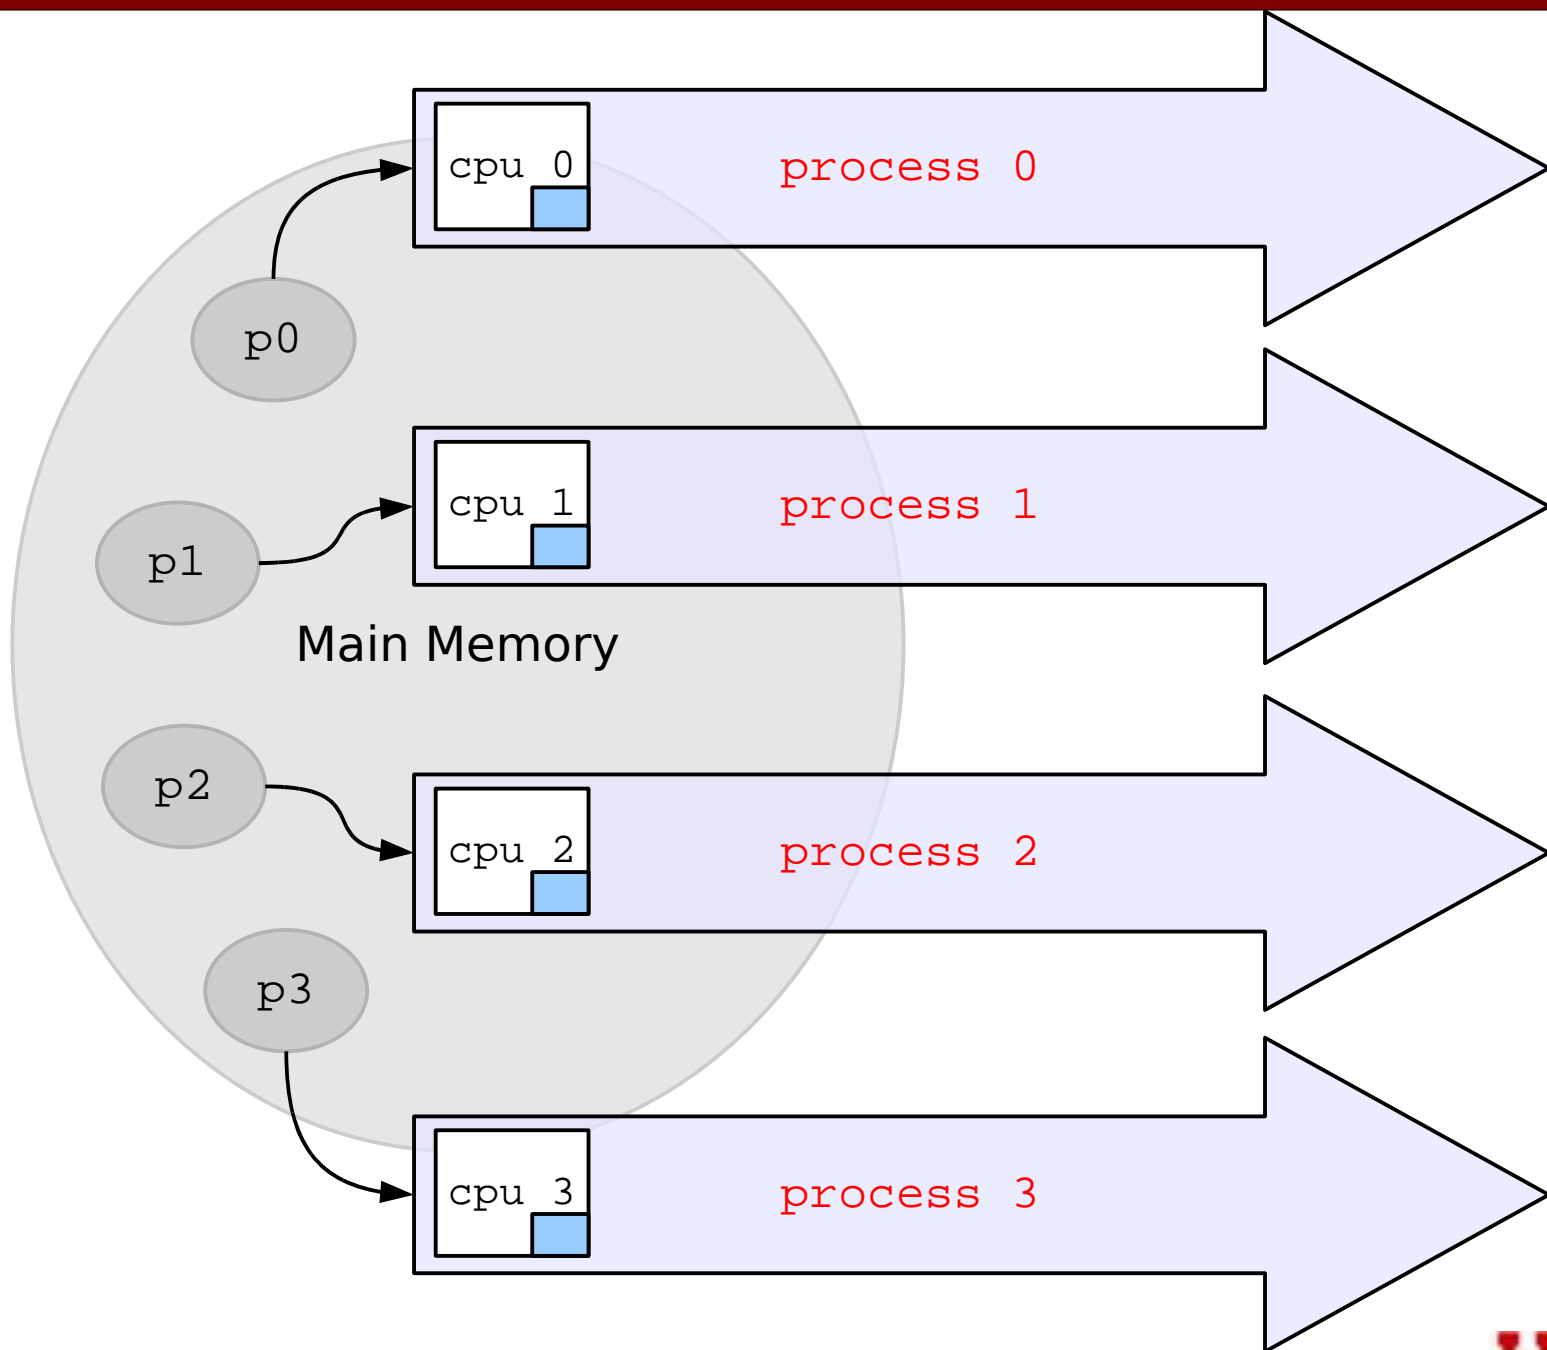 cpu 0
process 0
p0
cpu 1
process 1
p1
Main Memory
p2
cpu 2
process 2
p3
cpu 3
process 3